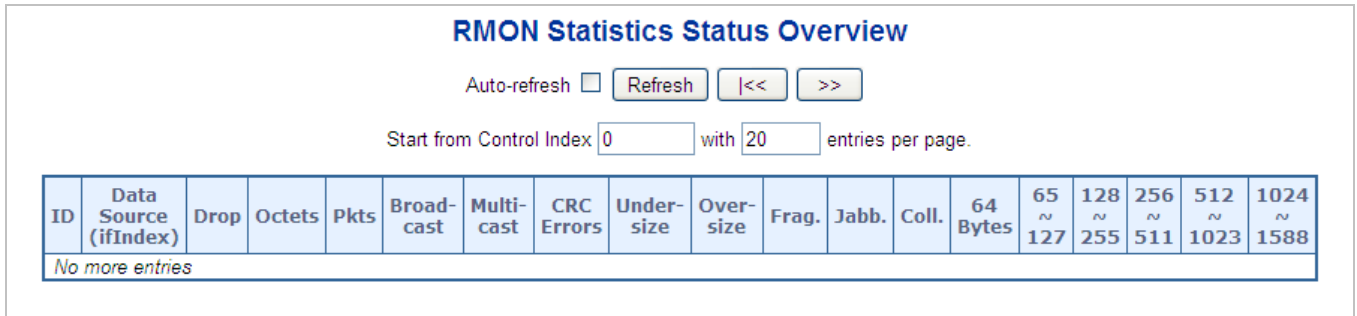 RMON Statistics Status Overview
Auto-refresh Refresh |<< >>
Start from Control Index 0 with 20 entries per page.
ID Data Source (ifIndex) Drop Octets Pkts Broad-cast Multi-cast CRC Errors Under-size Over-size Frag. Jabb. Coll. 64 Bytes 65 ~ 127 128 ~ 255 256 ~ 511 512 ~ 1023 1024 ~ 1588
No more entries